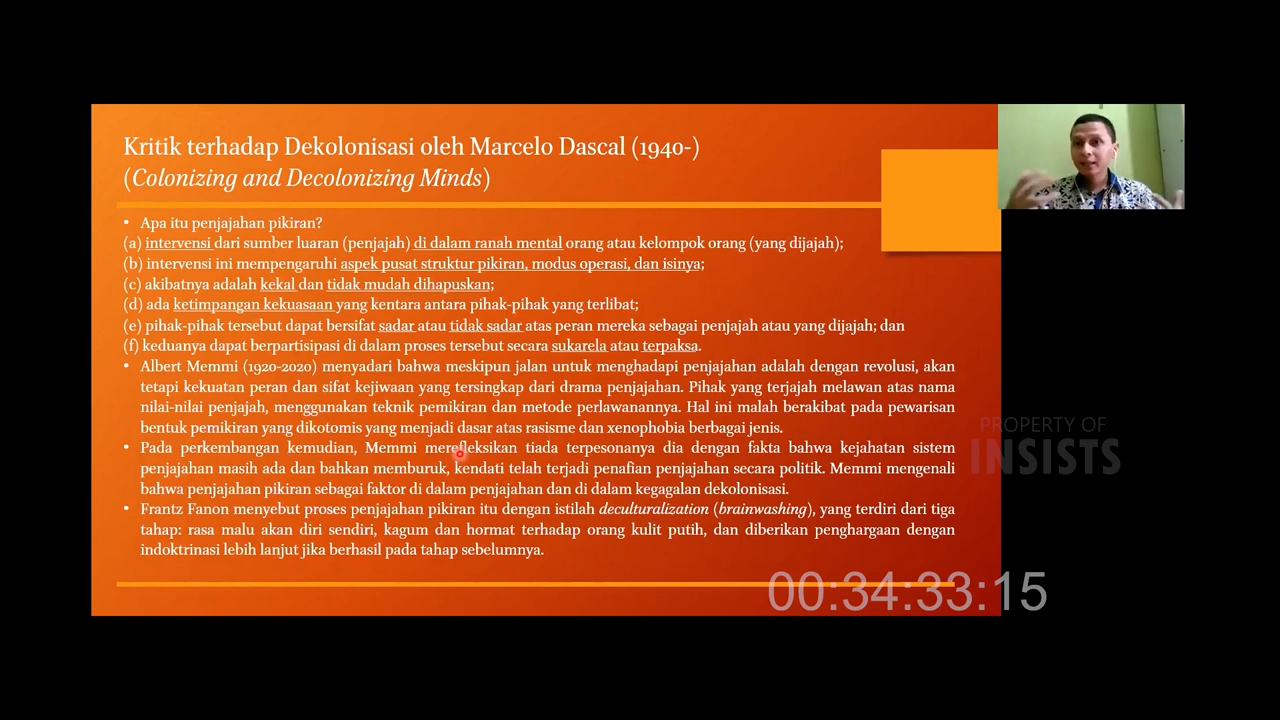 Kritik terhadap Dekolonisasi oleh Marcelo Dascal (1940-)
(Colonizing and Decolonizing Minds)
• Apa itu penjajahan pikiran?
(a) intervensi dari sumber luaran (penjajah) di dalam ranah mental orang atau kelompok orang (yang dijajah);
(b) intervensi ini mempengaruhi aspek pusat struktur pikiran, modus operasi, dan isinya;
(c) akibatnya adalah kekal dan tidak mudah dihapuskan;
(d) ada ketimpangan kekuasaan yang kentara antara pihak-pihak yang terlibat;
(e) pihak-pihak tersebut dapat bersifat sadar atau tidak sadar atas peran mereka sebagai penjajah atau yang dijajah; dan
(f) keduanya dapat berpartisipasi di dalam proses tersebut secara sukarela atau terpaksa.
• Albert Memmi (1920-2020) menyadari bahwa meskipun jalan untuk menghadapi penjajahan adalah dengan revolusi, akan
tetapi kekuatan peran dan sifat kejiwaan yang tersingkap dari drama penjajahan. Pihak yang terjajah melawan atas nama
nilai-nilai penjajah, menggunakan teknik pemikiran dan metode perlawanannya. Hal ini malah berakibat pada pewarisan
bentuk pemikiran yang dikotomis yang menjadi dasar atas rasisme dan xenophobia berbagai jenis.
• Pada perkembangan kemudian, Memmi merefleksikan tiada terpesonanya dia dengan fakta bahwa kejahatan sistem
penjajahan masih ada dan bahkan memburuk, kendati telah terjadi penafian penjajahan secara politik. Memmi mengenali
bahwa penjajahan pikiran sebagai faktor di dalam penjajahan dan di dalam kegagalan dekolonisasi.
• Frantz Fanon menyebut proses penjajahan pikiran itu dengan istilah deculturalization (brainwashing), yang terdiri dari tiga
tahap: rasa malu akan diri sendiri, kagum dan hormat terhadap orang kulit putih, dan diberikan penghargaan dengan
indoktrinasi lebih lanjut jika berhasil pada tahap sebelumnya.
PROPERTY OF
INSISTS
00:34:33:15